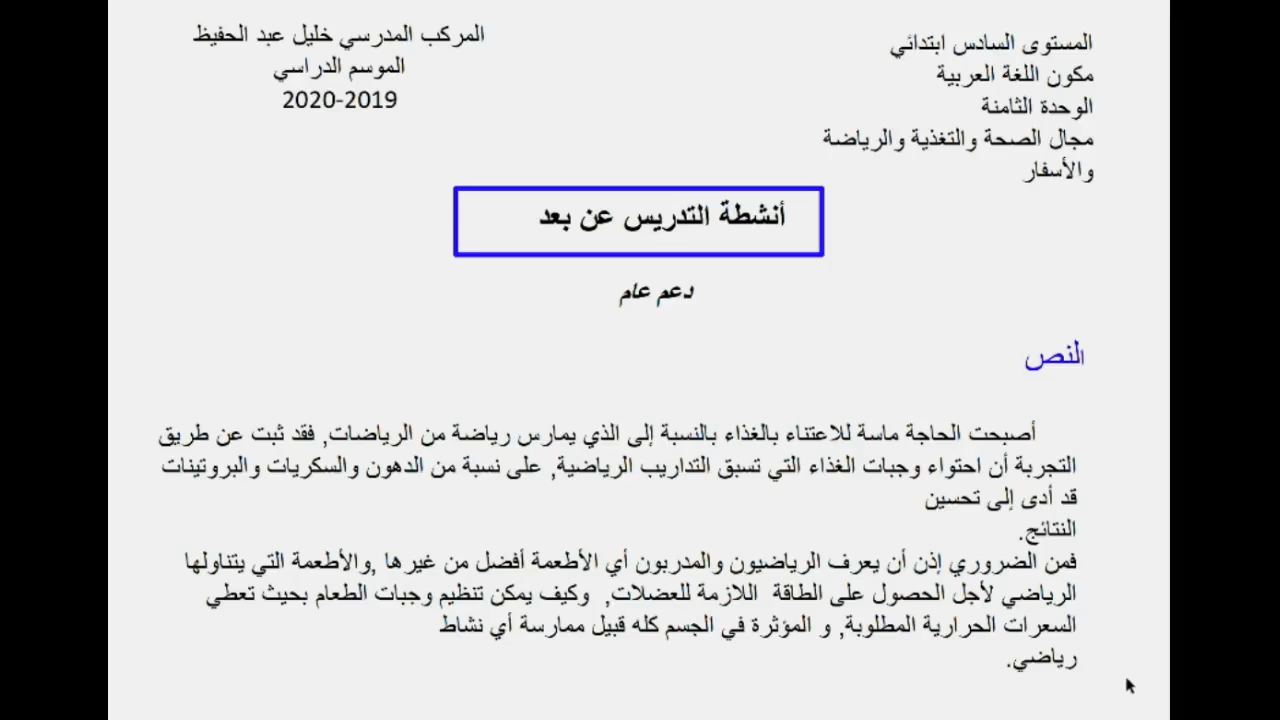 المستوى السادس ابتدائي
مكون اللغة العربية
الوحدة الثامنة
مجال الصحة والتغذية والرياضة
والأسفار
المركب المدرسي خليل عبد الحفيظ
الموسم الدراسي
2020-2019
أنشطة التدريس عن بعد
دعم عام
النص
أصبحت الحاجة ماسة للاعتناء بالغذاء بالنسبة إلى الذي يمارس رياضة من الرياضات, فقد ثبت عن طريق
التجربة أن احتواء وجبات الغذاء التي تسبق التداريب الرياضية, على نسبة من الدهون والسكريات والبروتينات
قد أدى إلى تحسين
النتائج.
فمن الضروري إذن أن يعرف الرياضيون والمدربون أي الأطعمة أفضل من غيرها ,والأطعمة التي يتناولها
الرياضي لأجل الحصول على الطاقة اللازمة للعضلات, وكيف يمكن تنظيم وجبات الطعام بحيث تعطي
السعرات الحرارية المطلوبة, و المؤثرة في الجسم كله قبيل ممارسة أي نشاط
رياضي.